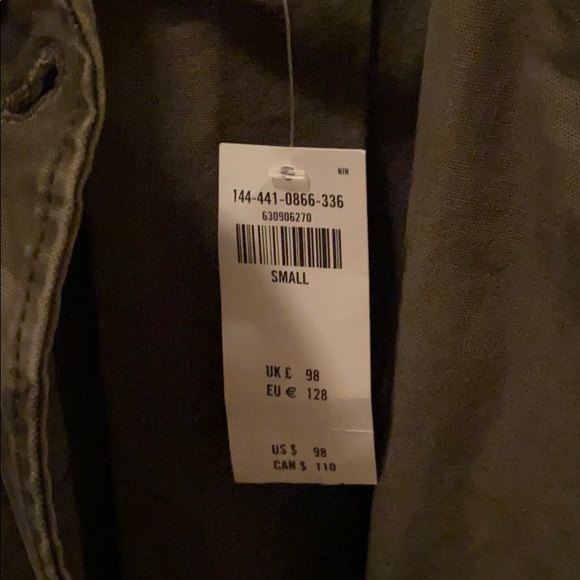 NIN
144-441-0866-336
630906270
SMALL
UK £ 98
EU € 128
US $ 98
CAN $ 110